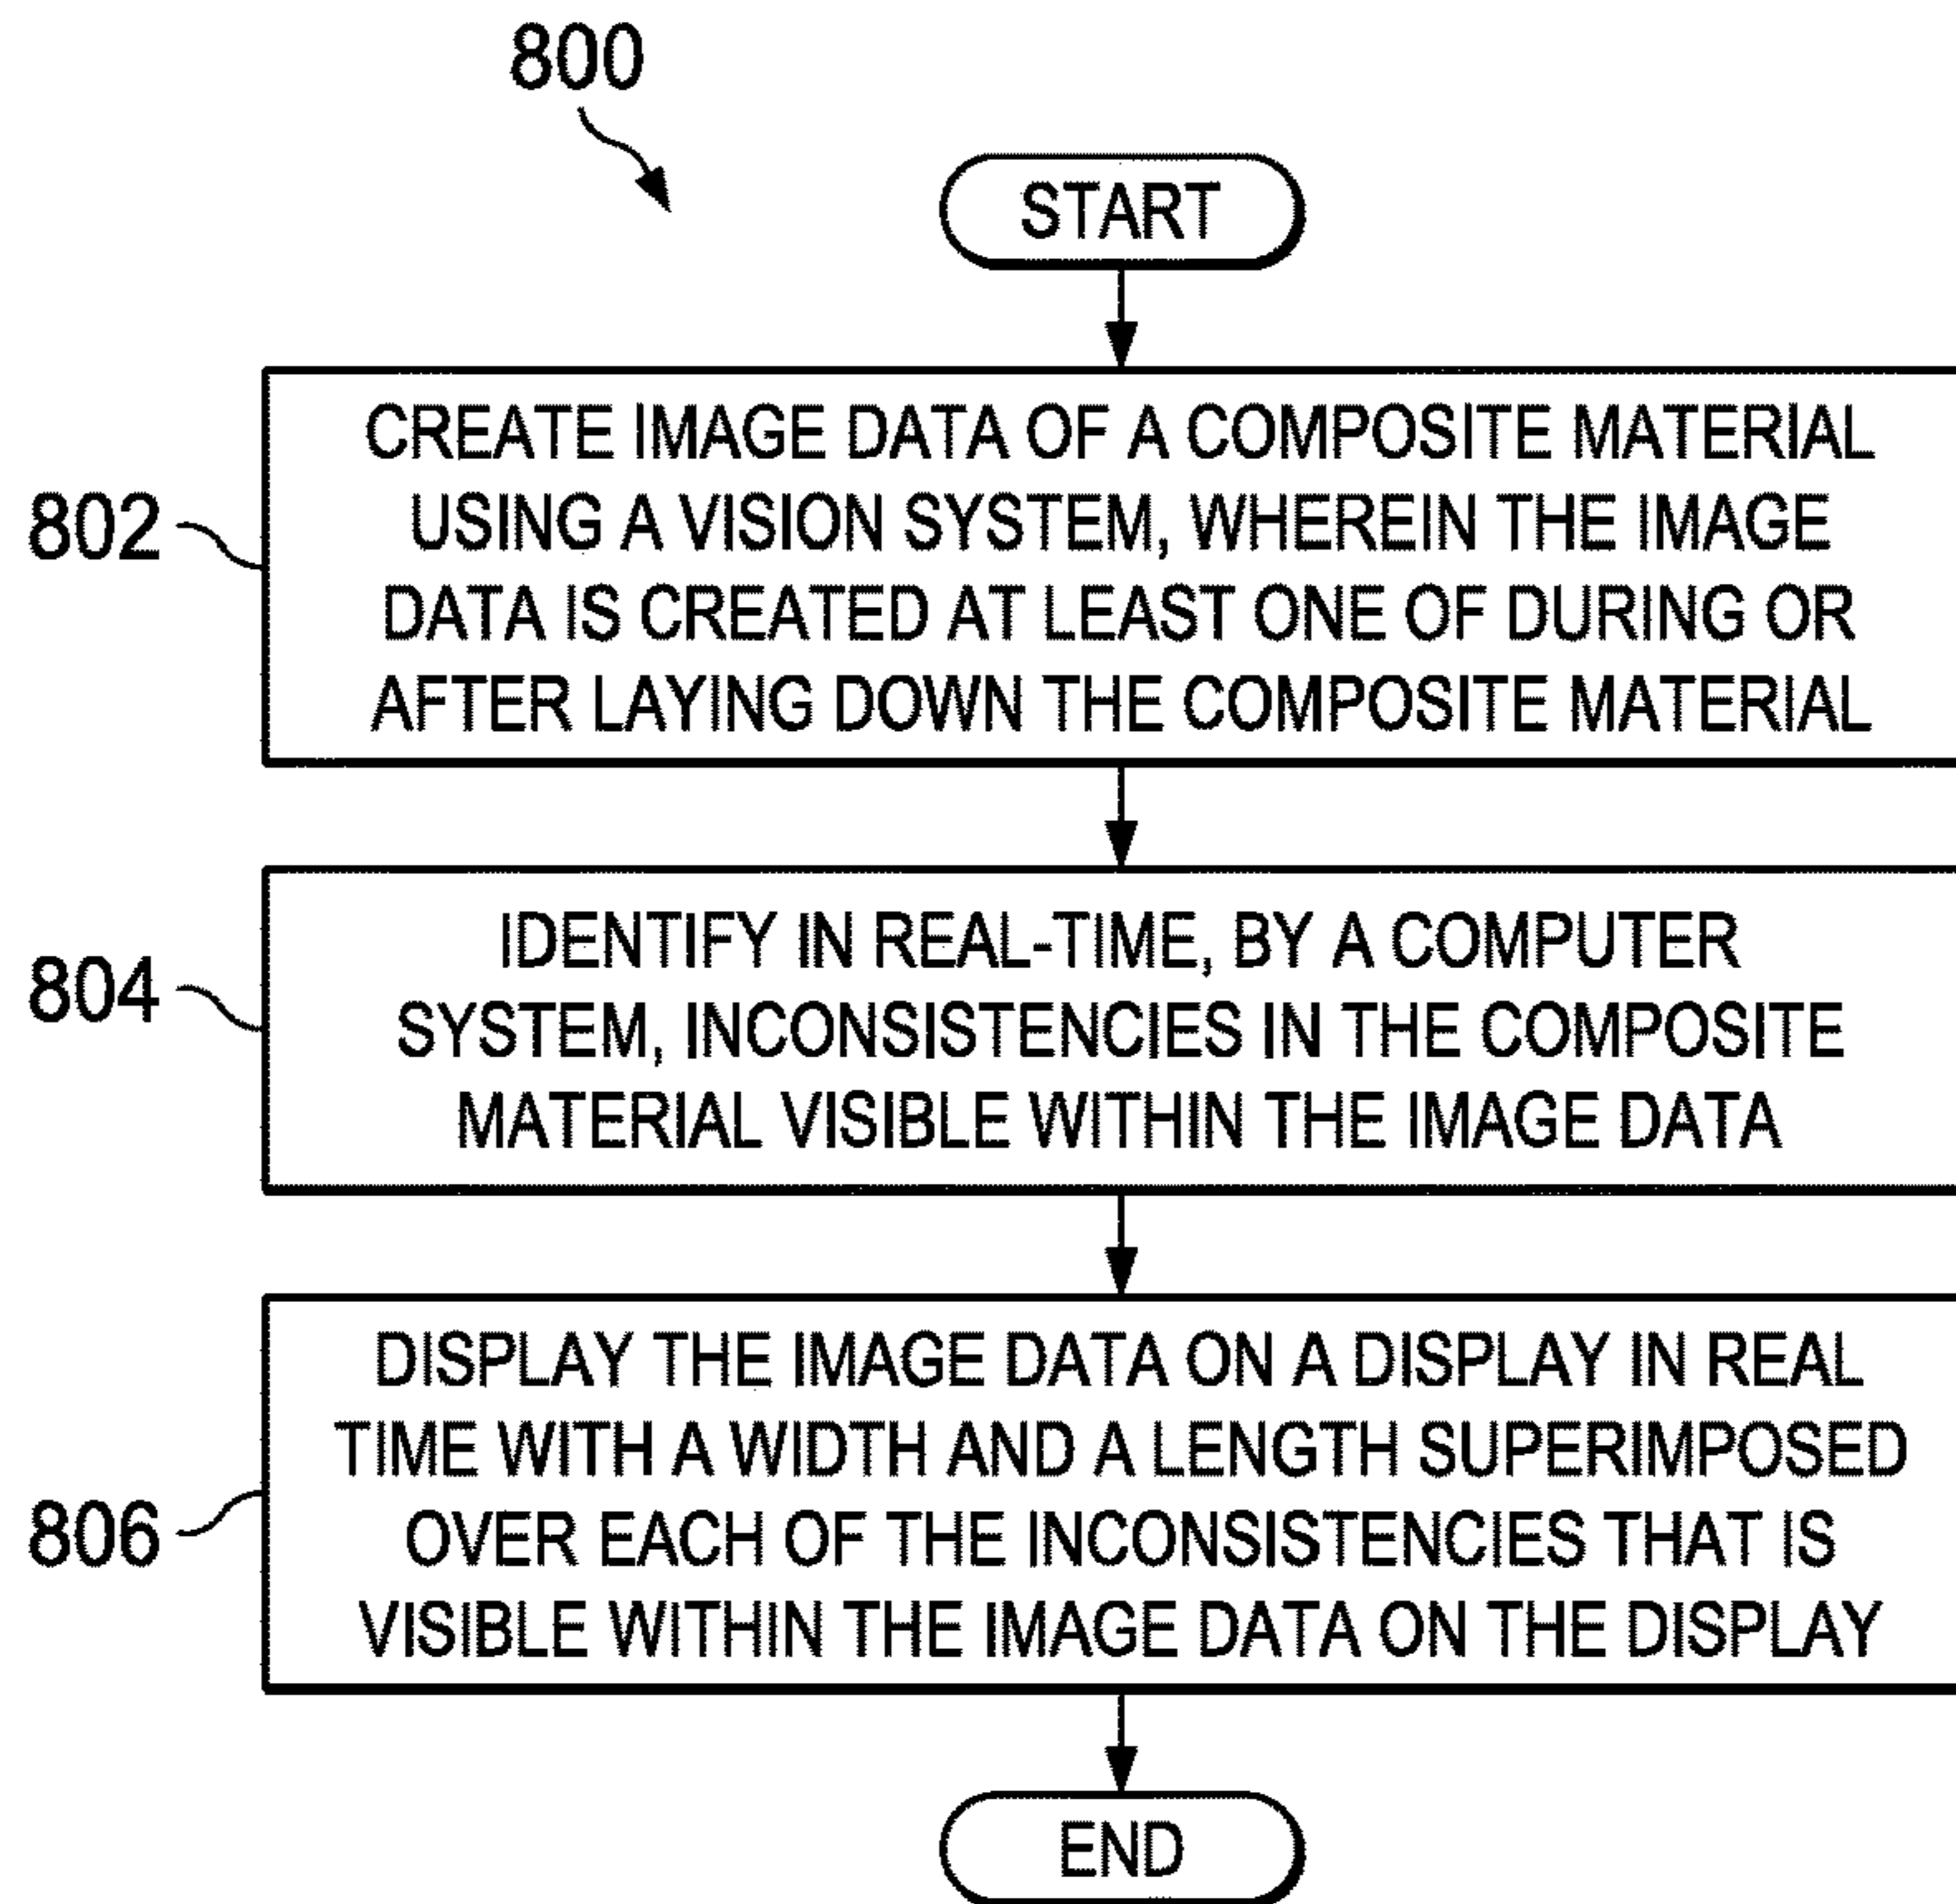 800
START
802
CREATE IMAGE DATA OF A COMPOSITE MATERIAL
USING A VISION SYSTEM, WHEREIN THE IMAGE
DATA IS CREATED AT LEAST ONE OF DURING OR
AFTER LAYING DOWN THE COMPOSITE MATERIAL
804
IDENTIFY IN REAL-TIME, BY A COMPUTER
SYSTEM, INCONSISTENCIES IN THE COMPOSITE
MATERIAL VISIBLE WITHIN THE IMAGE DATA
806
DISPLAY THE IMAGE DATA ON A DISPLAY IN REAL
TIME WITH A WIDTH AND A LENGTH SUPERIMPOSED
OVER EACH OF THE INCONSISTENCIES THAT IS
VISIBLE WITHIN THE IMAGE DATA ON THE DISPLAY
END